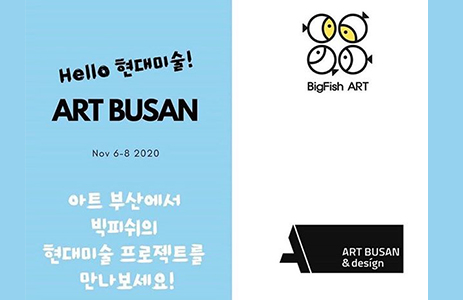 Hello 현대미술!
ART BUSAN
Nov 6-8 2020
아트 부산에서
빅피쉬의
현대미술 프로젝트를
만나보세요!
BigFish ART
ART BUSAN
& design